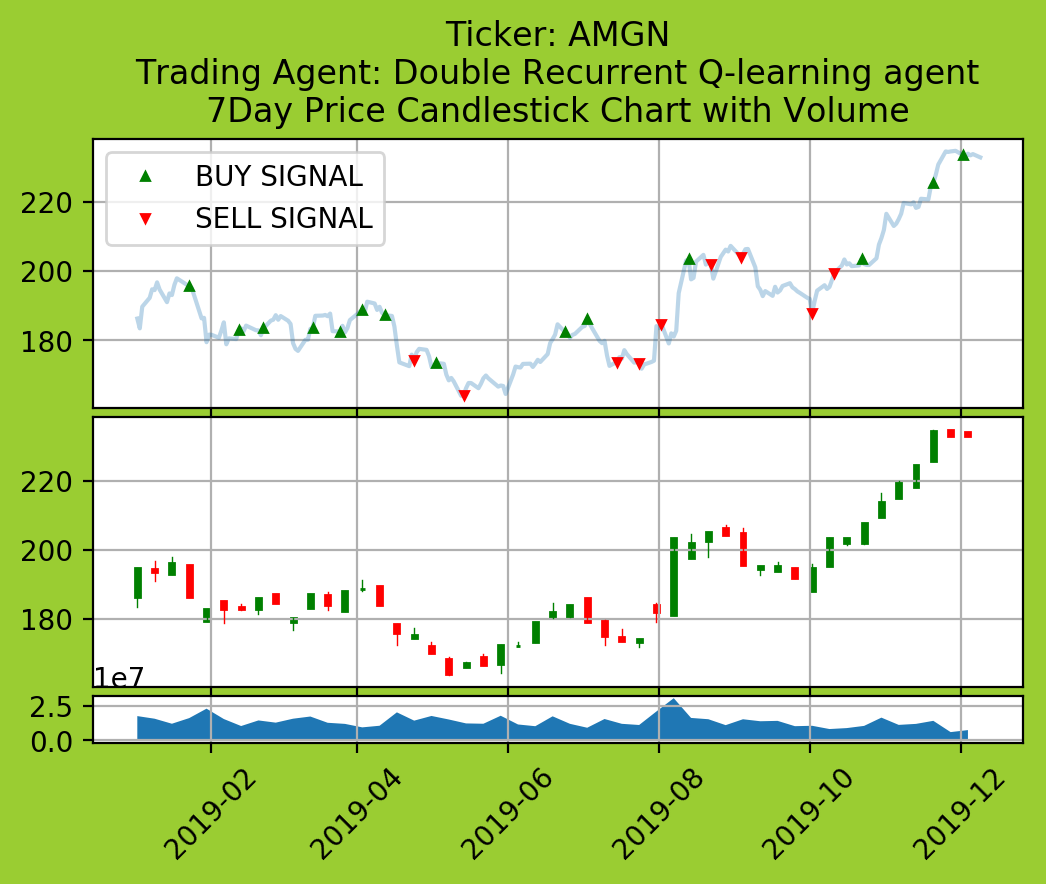 Ticker: AMGN
Trading Agent: Double Recurrent Q-learning agent
7Day Price Candlestick Chart with Volume
BUY SIGNAL
SELL SIGNAL
220
200
180
220
200
180
1e7
2.5
0.0
2019-02
2019-04
2019-06
2019-08
2019-10
2019-12